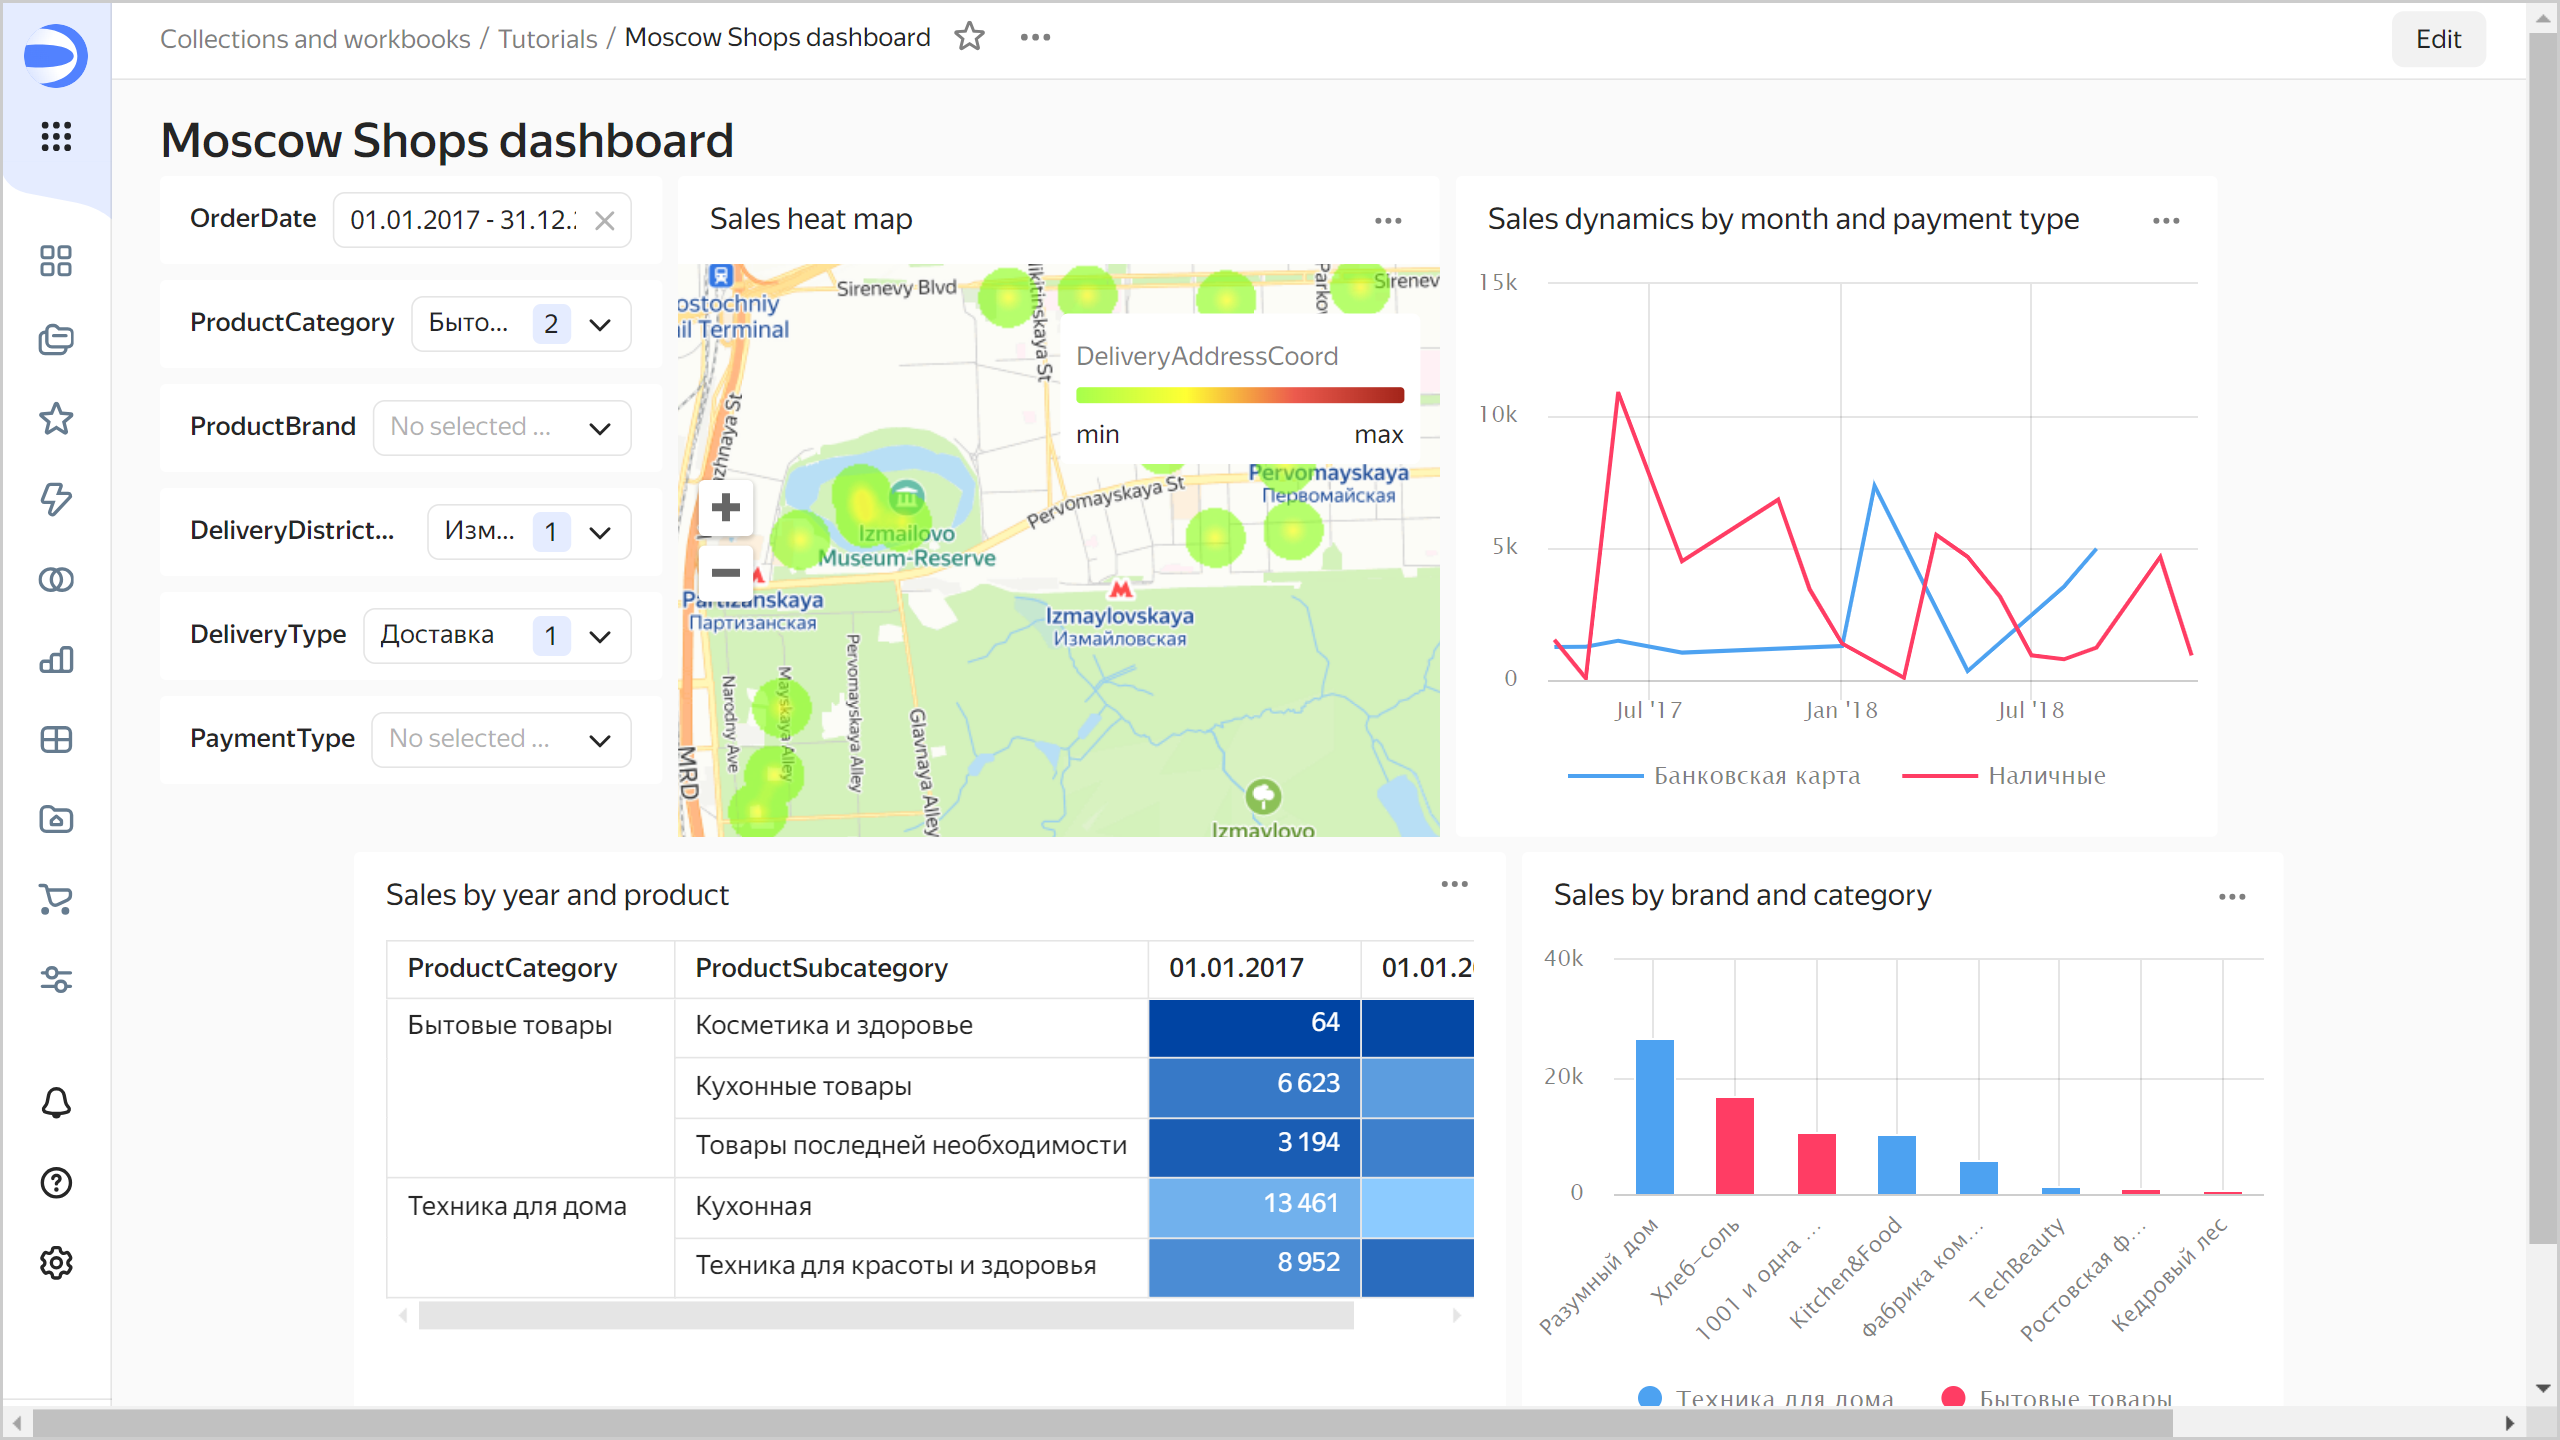 Collections and workbooks / Tutorials / Moscow Shops dashboard
Edit
Moscow Shops dashboard
OrderDate 01.01.2017 - 31.12.
ProductCategory Быто... 2
ProductBrand No selected ...
DeliveryDistrict... Изм... 1
DeliveryType Доставка 1
PaymentType No selected ...
Sales heat map
Sirenevy Blvd
Sirenev
ostochniy
il Terminal
ikitinskaya St
Parkov
DeliveryAddressCoord
min max
zhnaya St
Pervomayskaya St
Pervomayskaya
Первомайская
Izmailovo
Museum-Reserve
Partizanskaya
Партизанская
Izmaylovskaya
Измайловская
Narodny Ave
Mayskaya Alley
Pervomayskaya Alley
Glavnaya Alley
MRD
Izmaylovo
Sales dynamics by month and payment type
15k
10k
5k
0
Jul '17 Jan '18 Jul '18
Банковская карта Наличные
Sales by year and product
ProductCategory ProductSubcategory 01.01.2017 01.01.2
Бытовые товары Косметика и здоровье 64
Кухонные товары 6 623
Товары последней необходимости 3 194
Техника для дома Кухонная 13 461
Техника для красоты и здоровья 8 952
Sales by brand and category
40k
20k
0
Разумный дом
Хлеб-соль
1001 и одна ...
Kitchen&Food
Фабрика ком...
TechBeauty
Ростовская ф...
Кедровый лес
Техника для дома Бытовые товары